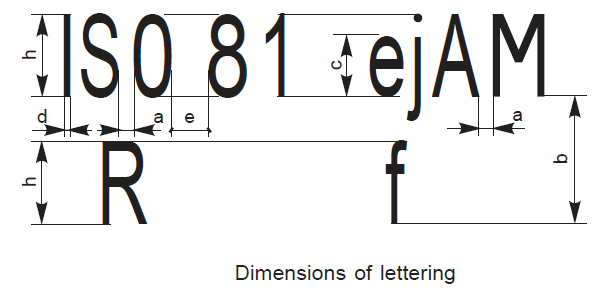 h ISO 81 c ejAM
d a e a
h R f b
Dimensions of lettering